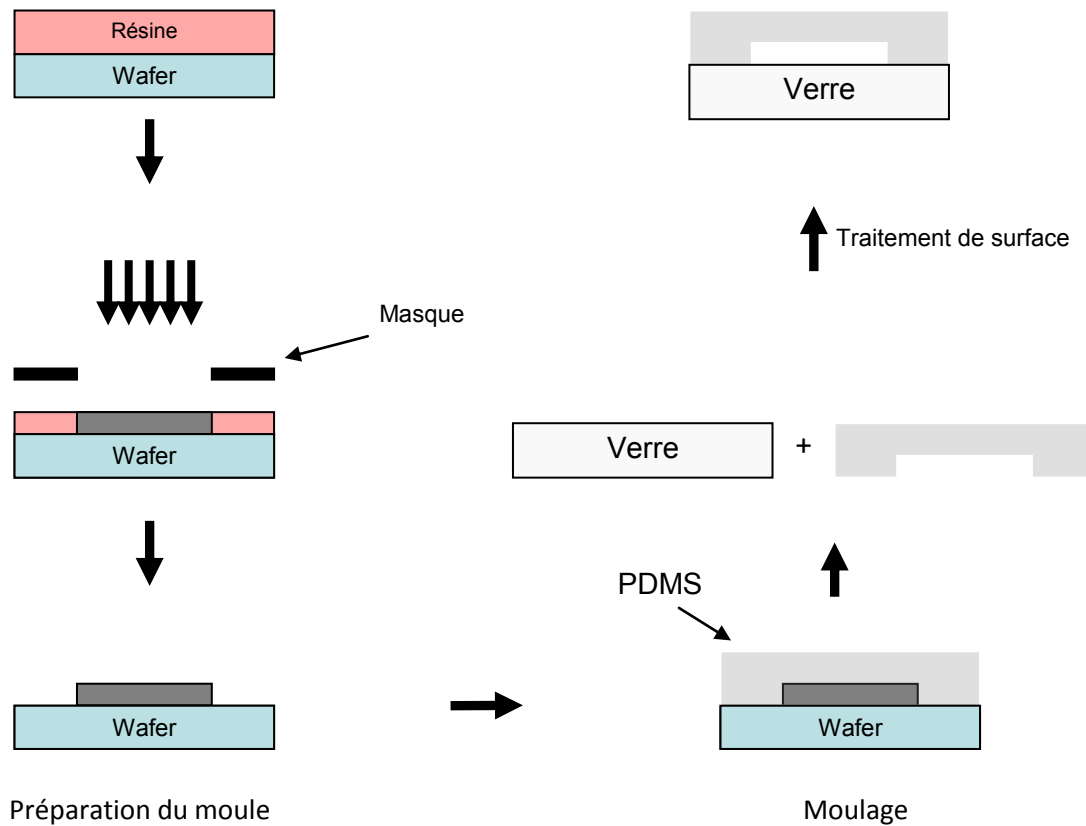 Résine
Wafer
Masque
Wafer
Wafer
Préparation du moule
PDMS
Wafer
Moulage
Verre
+
Traitement de surface
Verre